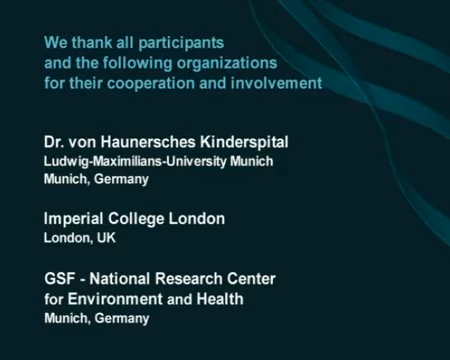 We thank all participants
and the following organizations
for their cooperation and involvement
Dr. von Haunersches Kinderspital
Ludwig-Maximilians-University Munich
Munich, Germany
Imperial College London
London, UK
GSF - National Research Center
for Environment and Health
Munich, Germany